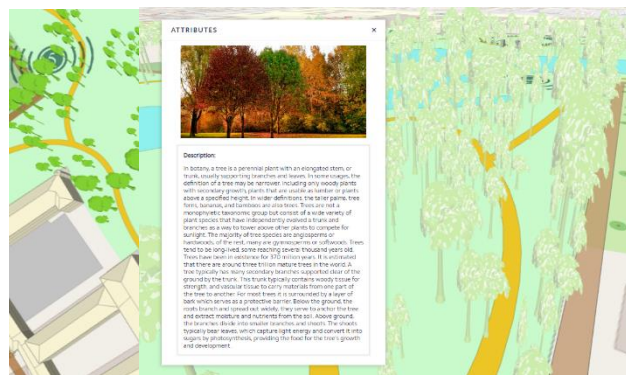 ATTRIBUTES
×
Description:
In botany, a tree is a perennial plant with an elongated stem, or
trunk, usually supporting branches and leaves. In some usages, the
definition of a tree may be narrower, including only woody plants
with secondary growth, plants that are usable as lumber or plants
above a specified height. In wider definitions, the taller palms, tree
ferns, bananas, and bamboos are also trees. Trees are not a
monophyletic taxonomic group but consist of a wide variety of
plant species that have independently evolved a trunk and
branches as a way to tower above other plants to compete for
sunlight. The majority of tree species are angiosperms or
hardwoods; of the rest, many are gymnosperms or softwoods. Trees
tend to be long-lived, some reaching several thousand years old.
Trees have been in existence for 370 million years. It is estimated
that there are around three trillion mature trees in the world. A
tree typically has many secondary branches supported clear of the
ground by the trunk. This trunk typically contains woody tissue for
strength, and vascular tissue to carry materials from one part of
the tree to another. For most trees it is surrounded by a layer of
bark which serves as a protective barrier. Below the ground, the
roots branch and spread out widely; they serve to anchor the tree
and extract moisture and nutrients from the soil. Above ground,
the branches divide into smaller branches and shoots. The shoots
typically bear leaves, which capture light energy and convert it into
sugars by photosynthesis, providing the food for the tree's growth
and development.